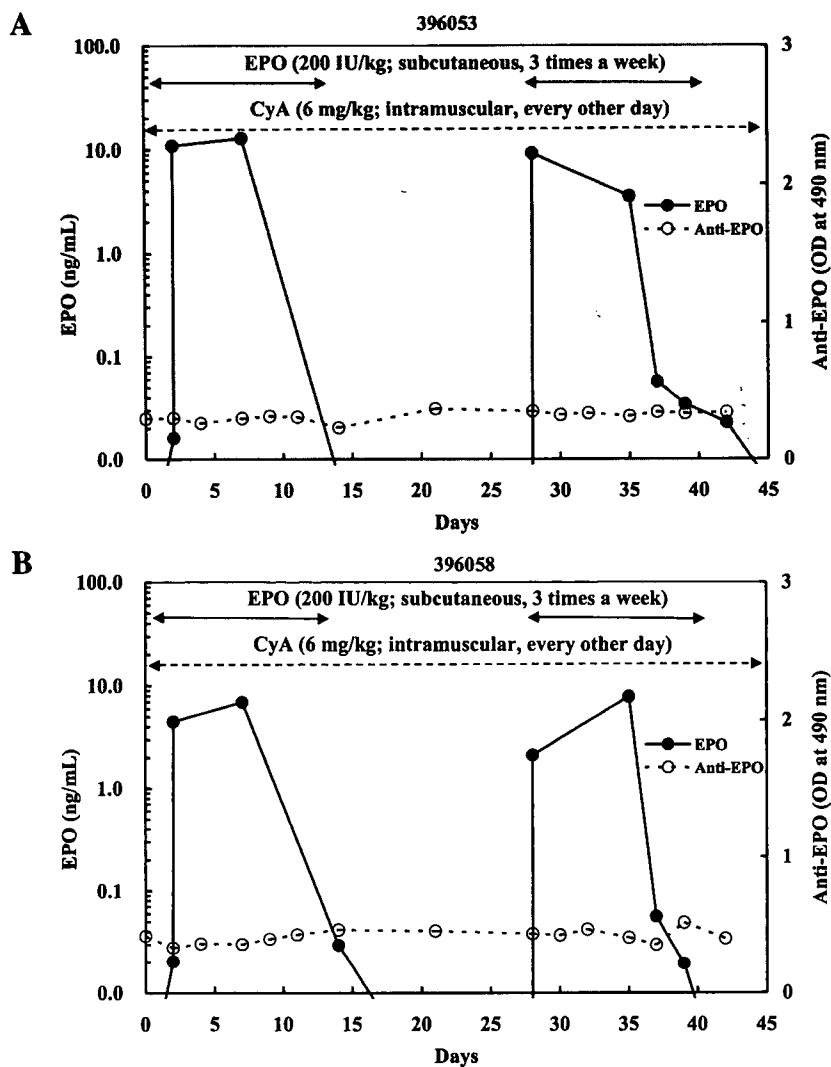 A
396053
100.0
10.0
1.0
0.1
0.0
EPO (ng/mL)
EPO (200 IU/kg; subcutaneous, 3 times a week)
CyA (6 mg/kg; intramuscular, every other day)
EPO
Anti-EPO
3
2
1
0
Anti-EPO (OD at 490 nm)
0 5 10 15 20 25 30 35 40 45
Days
B
396058
100.0
10.0
1.0
0.1
0.0
EPO (ng/mL)
EPO (200 IU/kg; subcutaneous, 3 times a week)
CyA (6 mg/kg; intramuscular, every other day)
EPO
Anti-EPO
3
2
1
0
Anti-EPO (OD at 490 nm)
0 5 10 15 20 25 30 35 40 45
Days